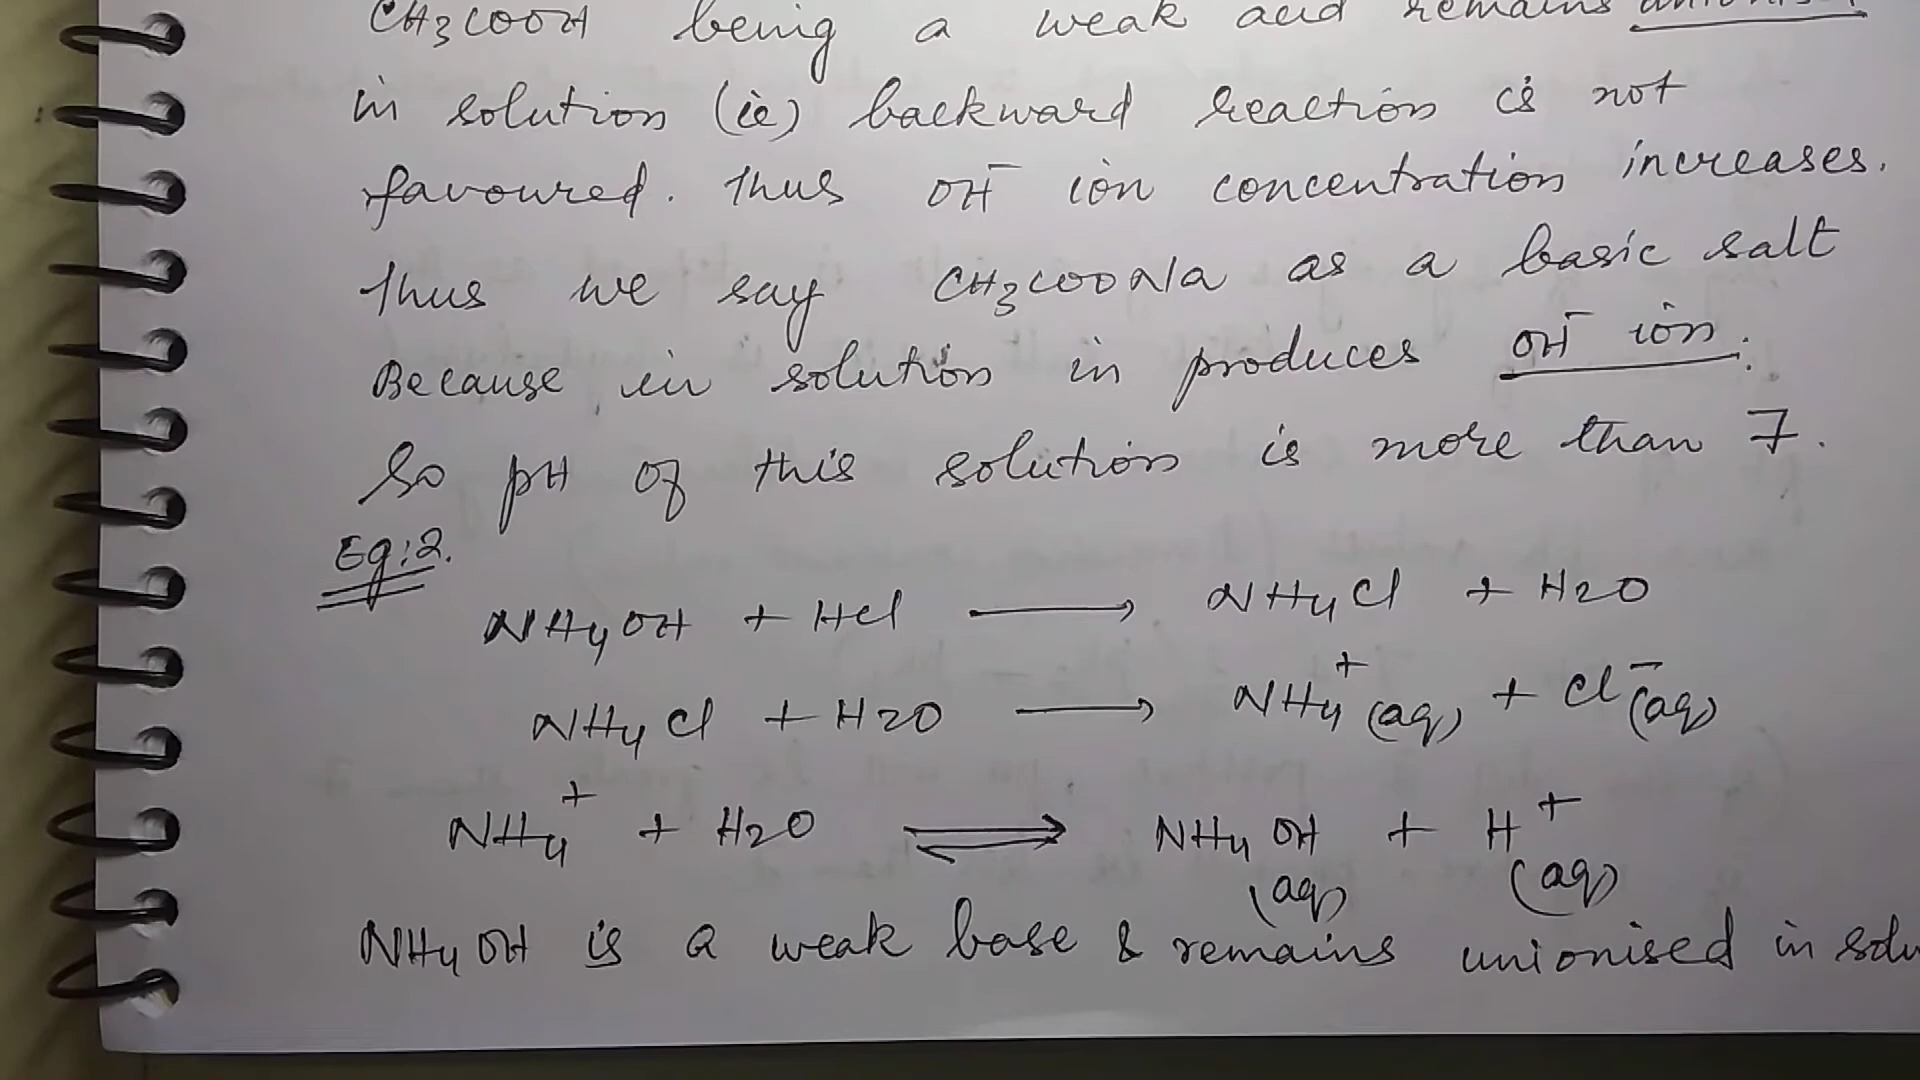 CH3COOH being a weak acid remains
in solution (ie) backward reaction is not
favoured. Thus OH⁻ ion concentration increases.
Thus we say CH3COONa as a basic salt
Because in solution in produces OH⁻ ion.
So pH of this solution is more than 7.
Eg:2.
NH4OH + HCl ⟶ NH4Cl + H2O
NH4Cl + H2O ⟶ NH4⁺(aq) + Cl⁻(aq)
NH4⁺ + H2O ⇌ NH4OH(aq) + H⁺(aq)
NH4OH is a weak base & remains unionised in solu